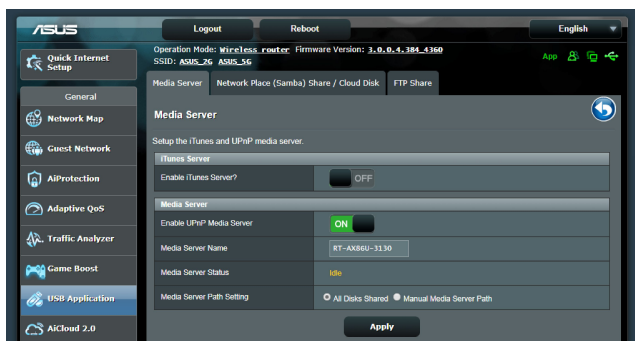 ASUS
Logout Reboot English
Quick Internet Setup
Operation Mode: Wireless router Firmware Version: 3.0.0.4.384_4360
SSID: ASUS_2G ASUS_5G
App
General
Network Map
Guest Network
AiProtection
Adaptive QoS
Traffic Analyzer
Game Boost
USB Application
AiCloud 2.0
Media Server Network Place (Samba) Share / Cloud Disk FTP Share
Media Server
Setup the iTunes and UPnP media server.
iTunes Server
Enable iTunes Server? OFF
Media Server
Enable UPnP Media Server ON
Media Server Name RT-AX86U-3130
Media Server Status Idle
Media Server Path Setting All Disks Shared Manual Media Server Path
Apply